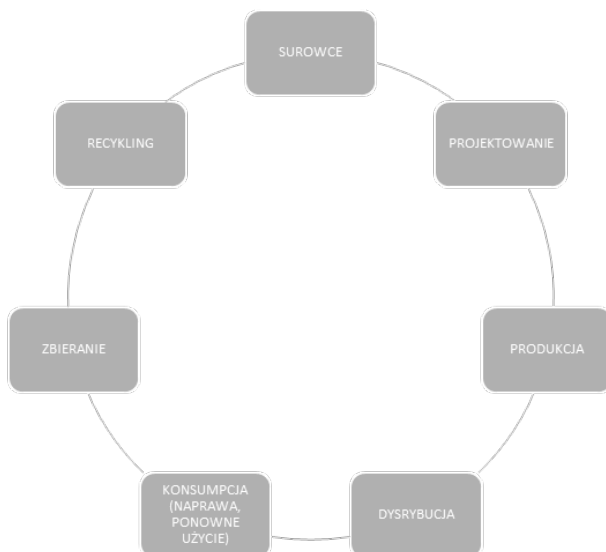 SUROWCE
PROJEKTOWANIE
PRODUKCJA
DYSRYBUCJA
KONSUMPCJA
(NAPRAWA,
PONOWNE
UŻYCIE)
ZBIERANIE
RECYKLING